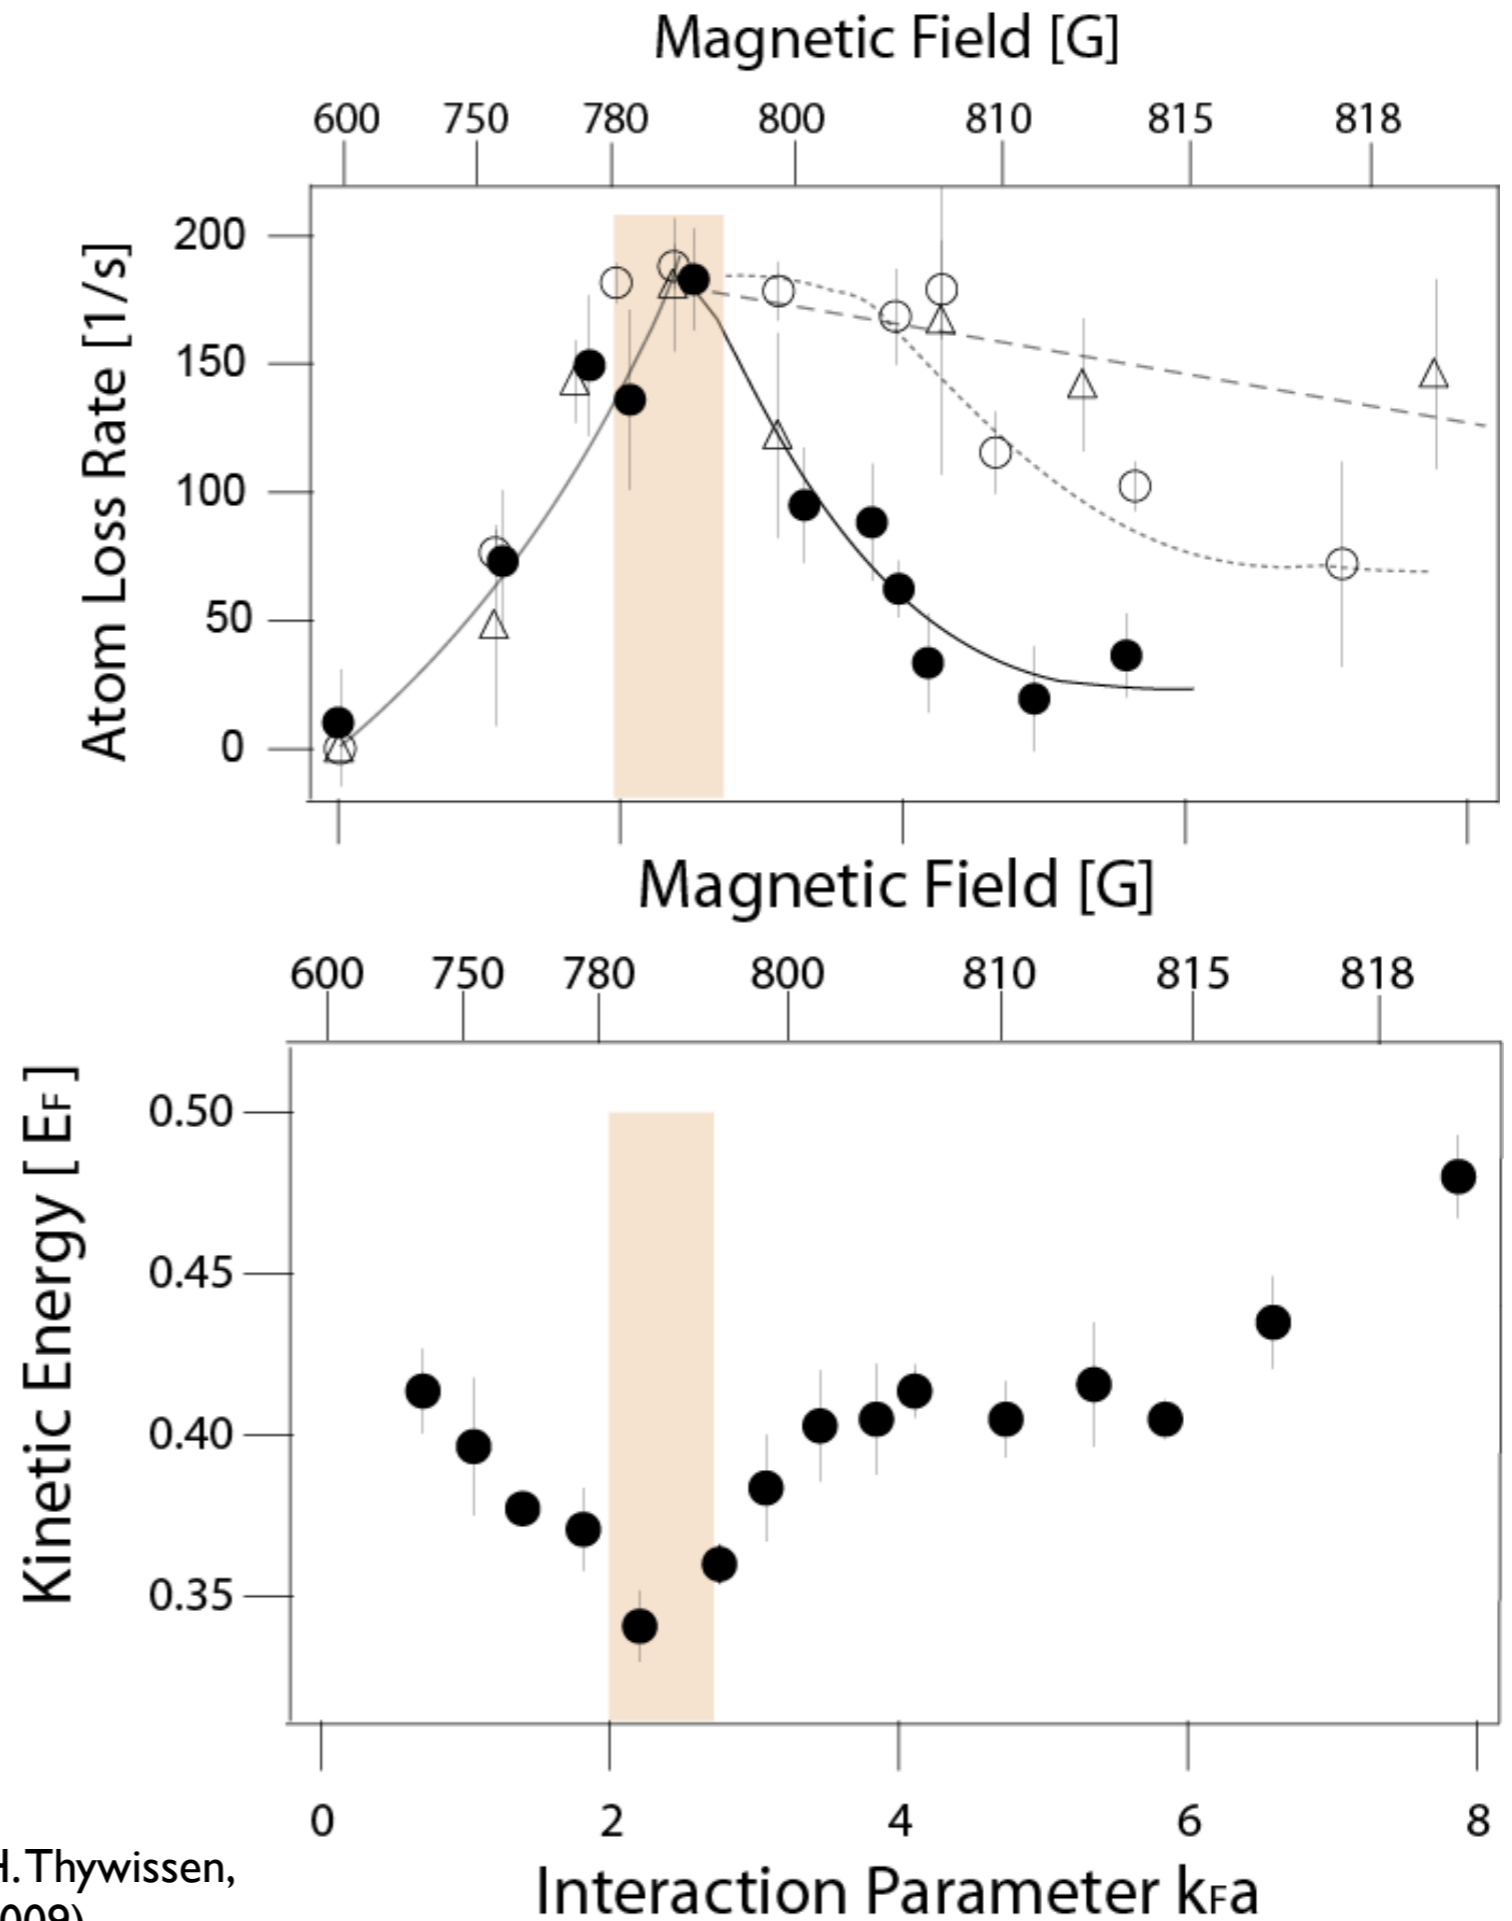 Magnetic Field [G]
600 750 780 800 810 815 818
Atom Loss Rate [1/s]
200
150
100
50
0
Magnetic Field [G]
600 750 780 800 810 815 818
Kinetic Energy [ EF ]
0.50
0.45
0.40
0.35
0 2 4 6 8
Interaction Parameter kFa
H. Thywissen,
009)